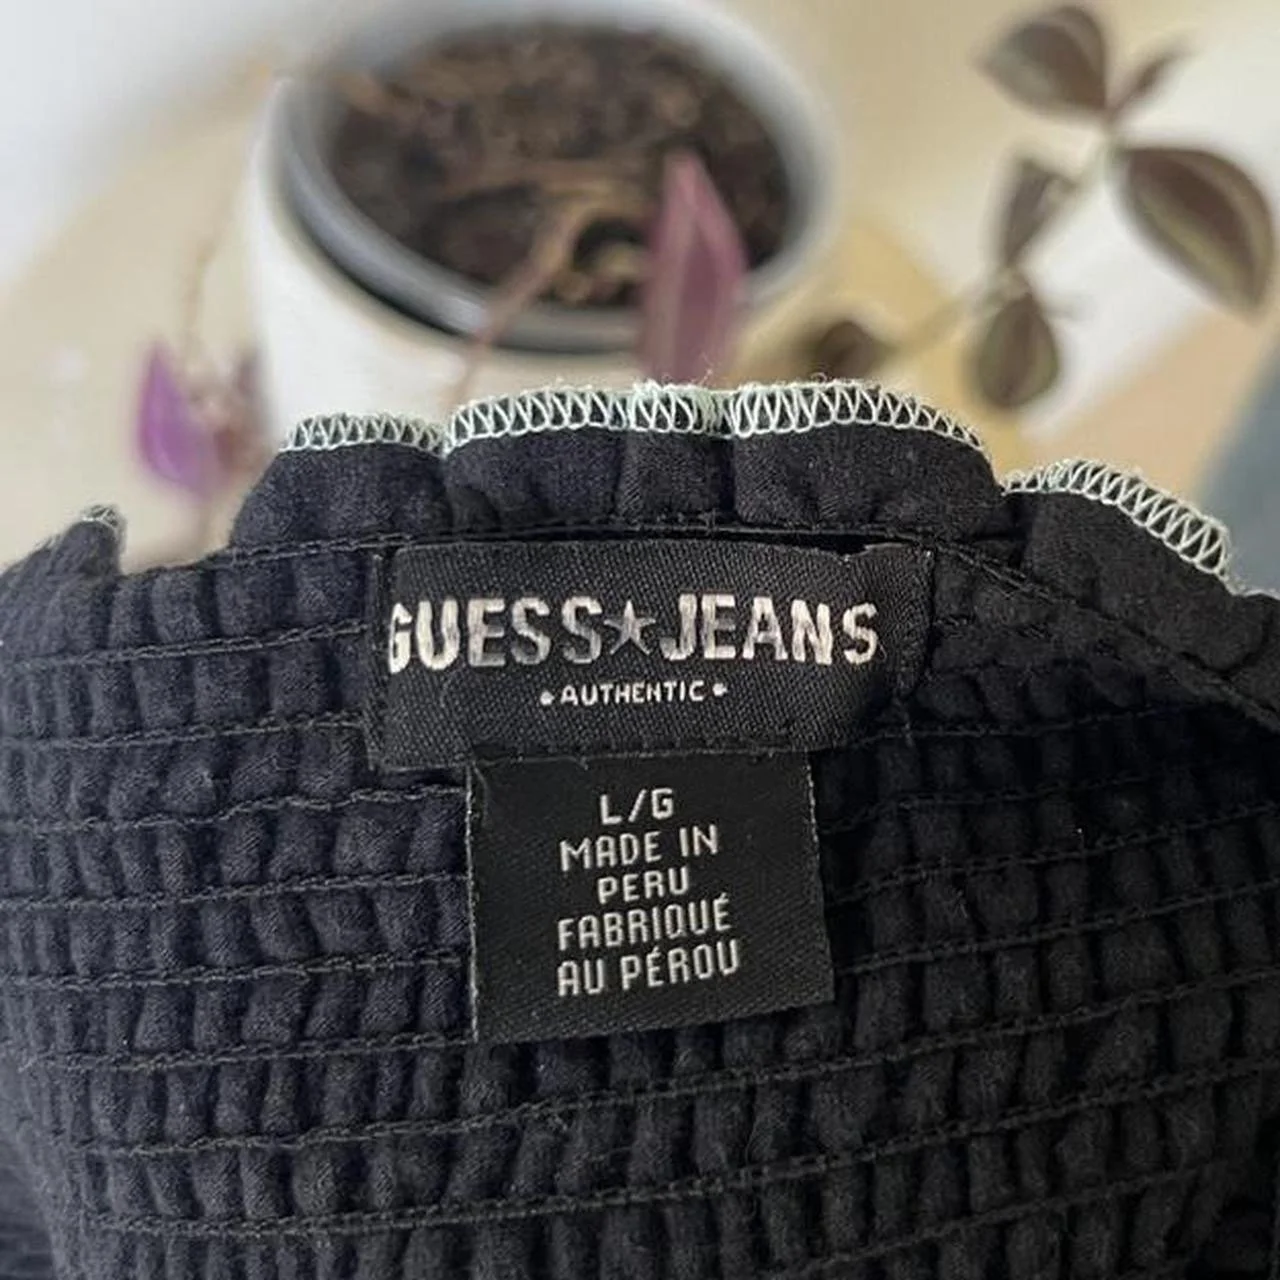 GUESS★JEANS
•AUTHENTIC•
L/G
MADE IN
PERU
FABRIQUÉ
AU PÉROU